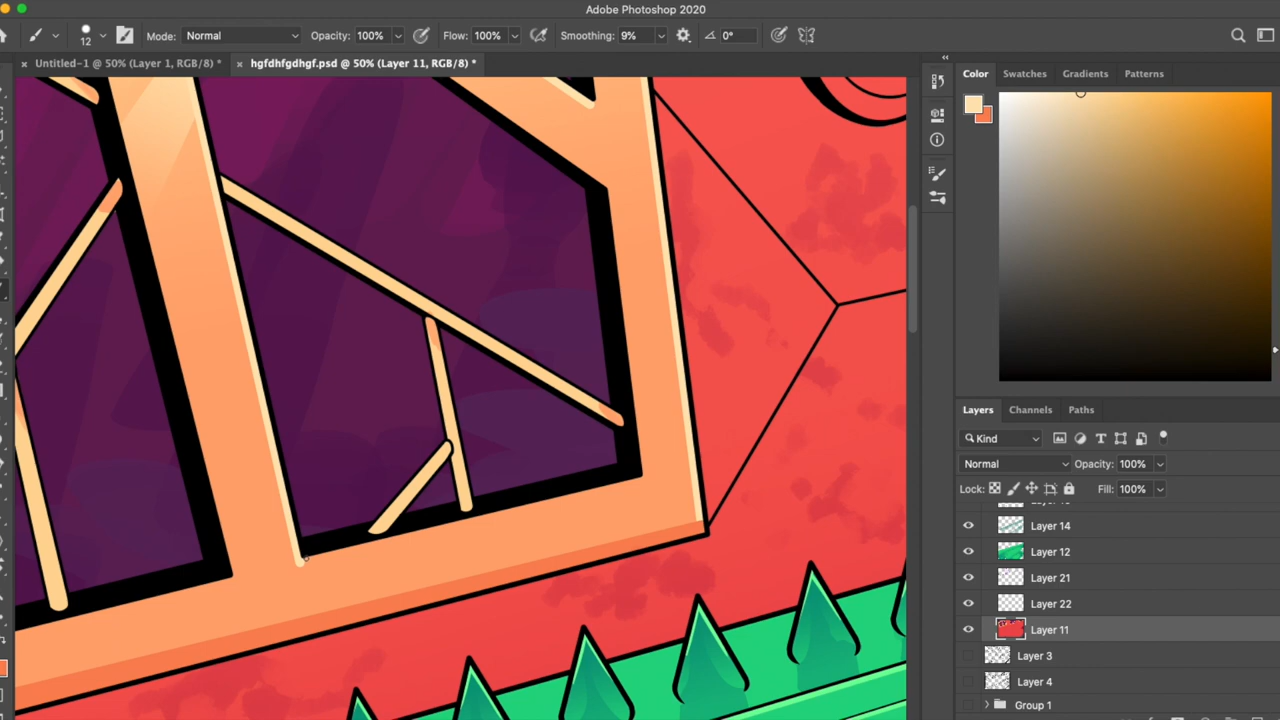 Adobe Photoshop 2020
12 Mode: Normal Opacity: 100% Flow: 100% Smoothing: 9% 0°
× Untitled-1 @ 50% (Layer 1, RGB/8) * × hgfdhfgdhgf.psd @ 50% (Layer 11, RGB/8) *
Color Swatches Gradients Patterns
Layers Channels Paths
Kind
Normal Opacity: 100%
Lock: Fill: 100%
Layer 14
Layer 12
Layer 21
Layer 22
Layer 11
Layer 3
Layer 4
Group 1